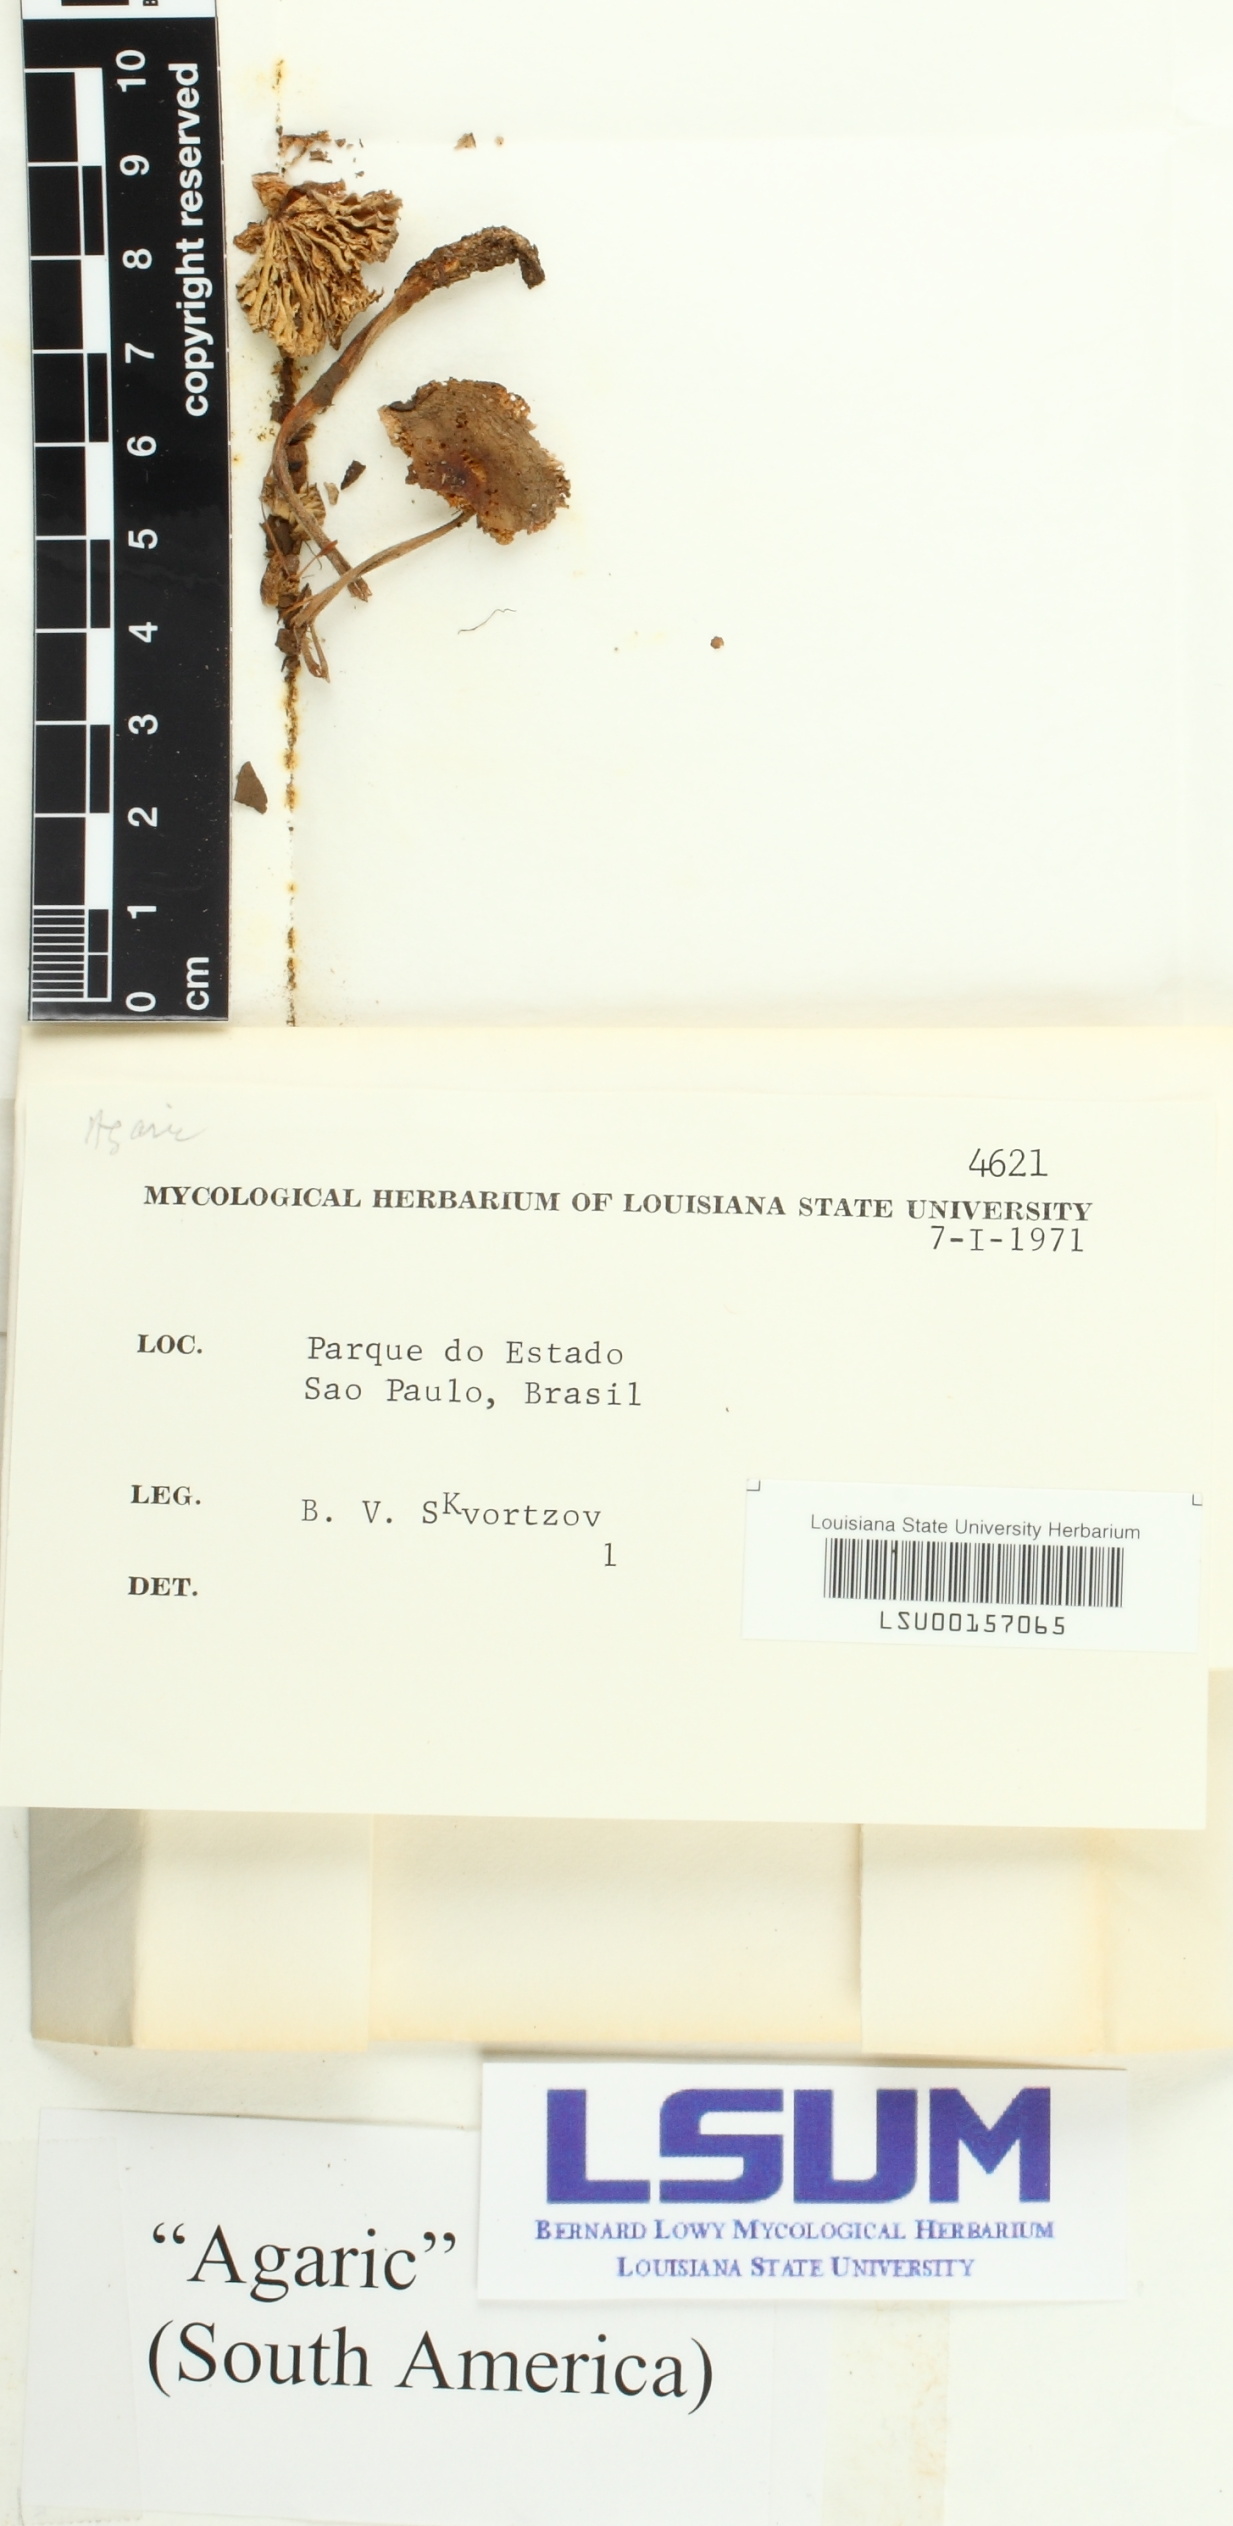 10
9
8
7
6
5
4
3
2
1
0
cm
copyright reserved
Agaric
4621
MYCOLOGICAL HERBARIUM OF LOUISIANA STATE UNIVERSITY
7-I-1971
LOC. Parque do Estado
Sao Paulo, Brasil
LEG. B. V. SKvortzov
1
DET.
Louisiana State University Herbarium
LSU00157065
LSUM
BERNARD LOWY MYCOLOGICAL HERBARIUM
LOUISIANA STATE UNIVERSITY
“Agaric”
(South America)